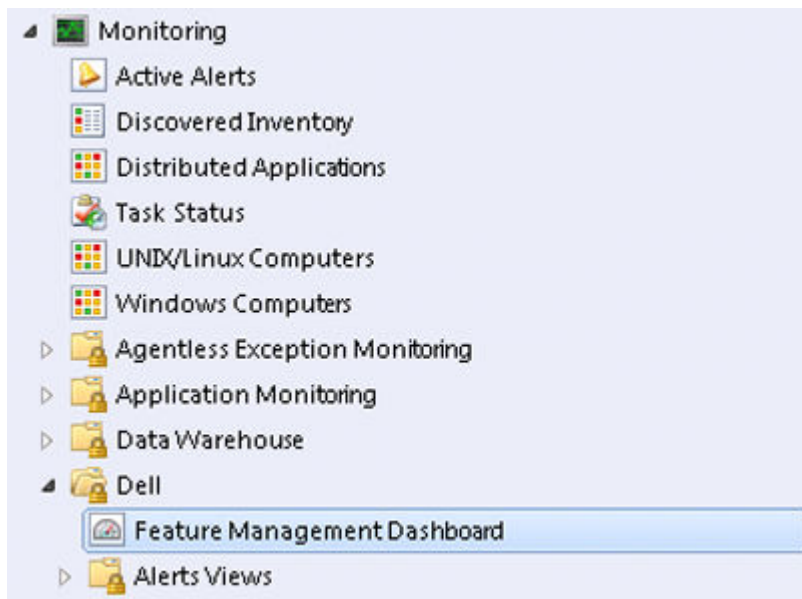 Monitoring
Active Alerts
Discovered Inventory
Distributed Applications
Task Status
UNIX/Linux Computers
Windows Computers
Agentless Exception Monitoring
Application Monitoring
Data Warehouse
Dell
Feature Management Dashboard
Alerts Views